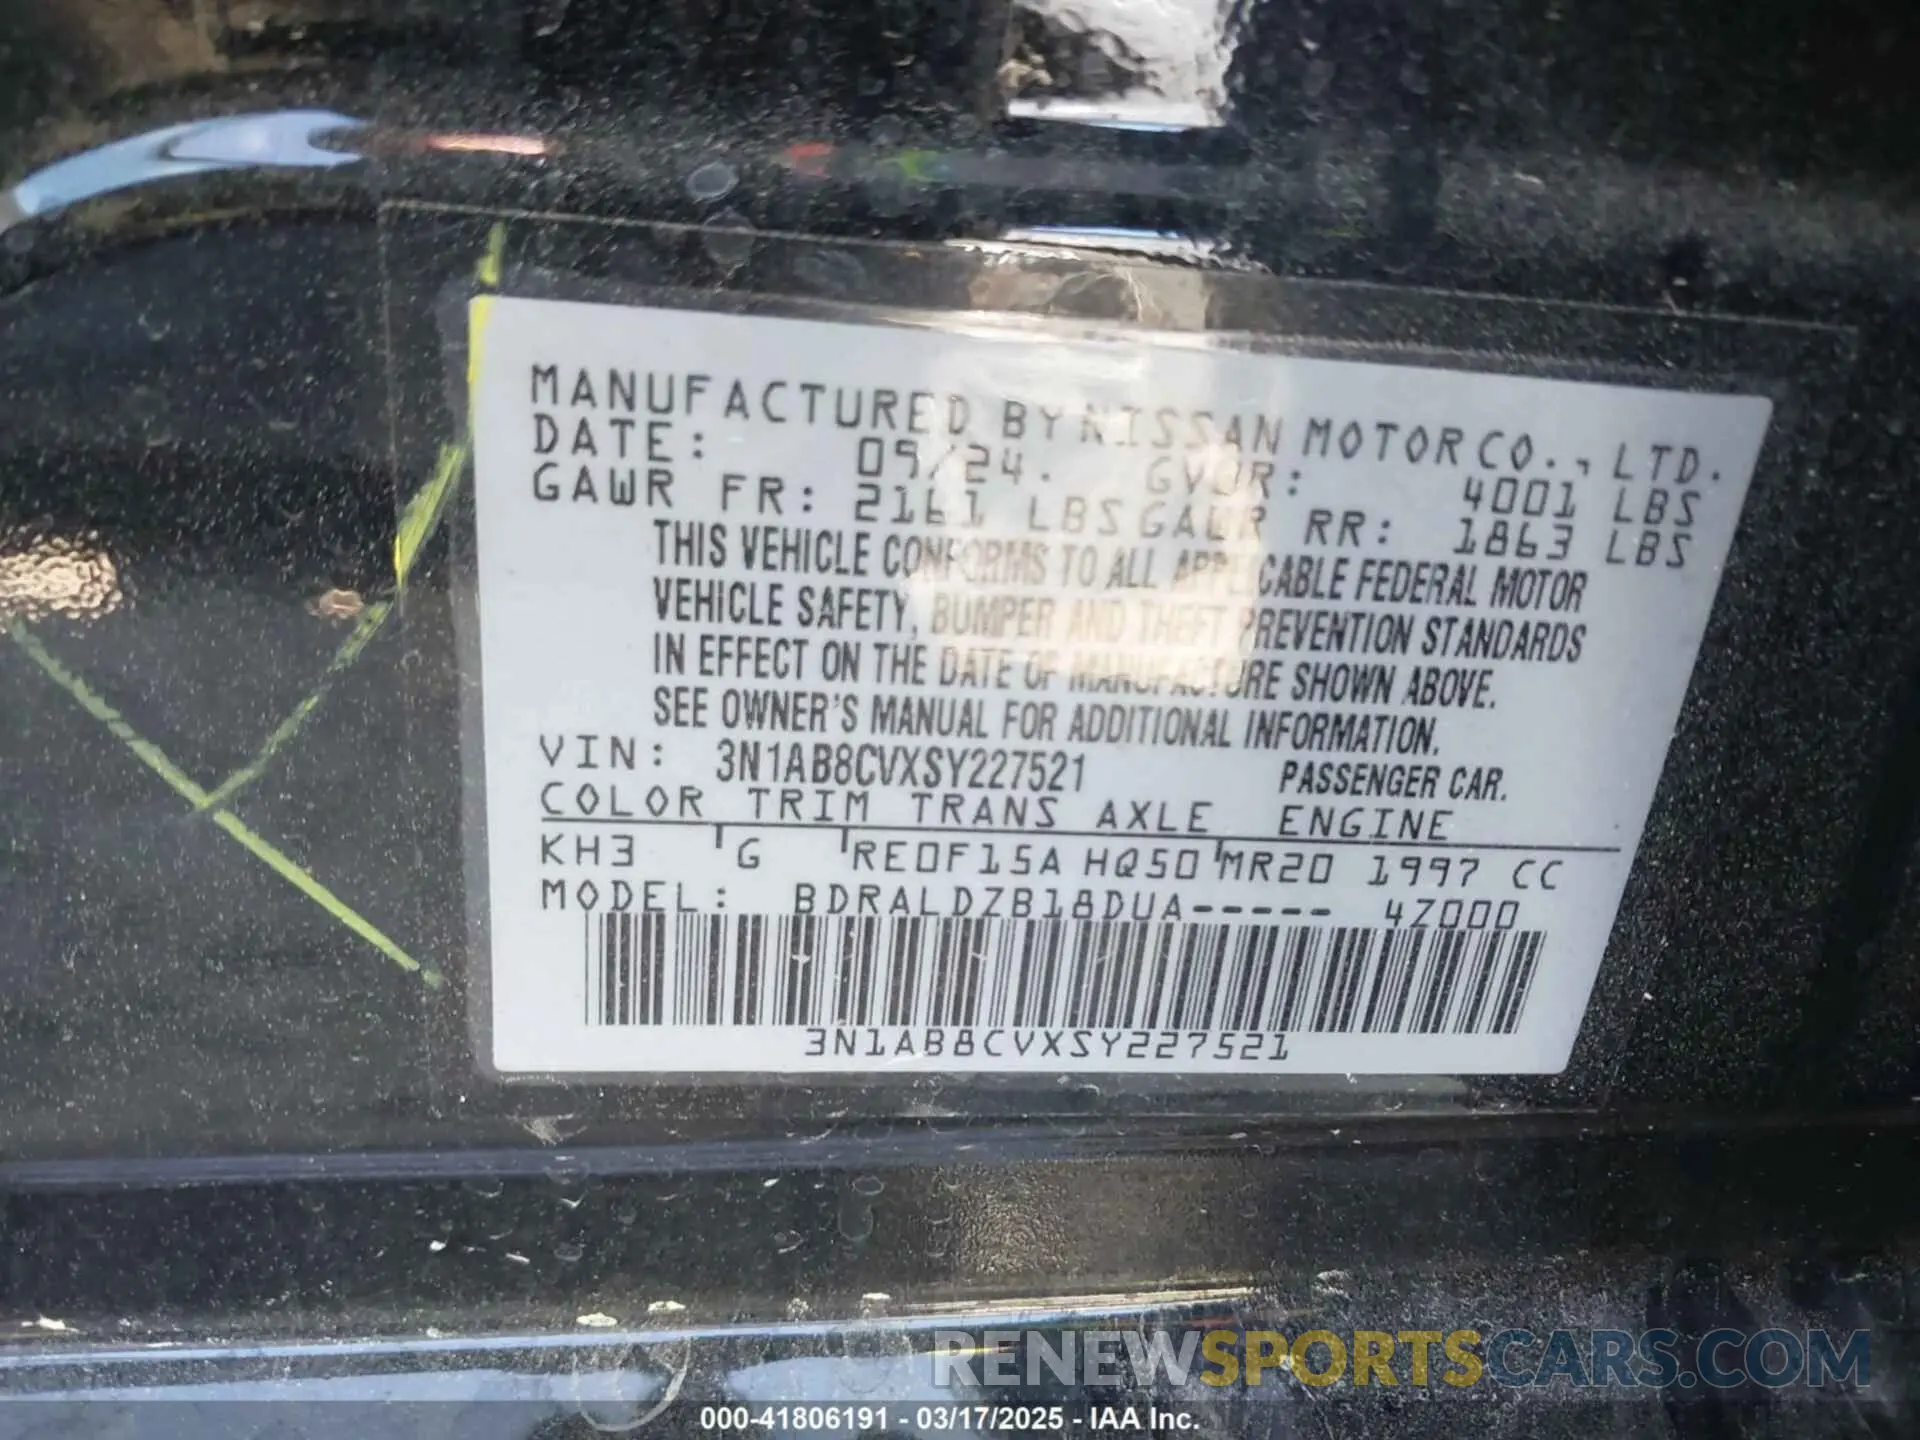 MANUFACTURED BY NISSAN MOTOR CO., LTD.
DATE: 09/24. GVWR: 4001 LBS
GAWR FR: 2161 LBS GAWR RR: 1863 LBS
THIS VEHICLE CONFORMS TO ALL APPLICABLE FEDERAL MOTOR
VEHICLE SAFETY, BUMPER AND THEFT PREVENTION STANDARDS
IN EFFECT ON THE DATE OF MANUFACTURE SHOWN ABOVE.
SEE OWNER'S MANUAL FOR ADDITIONAL INFORMATION.
VIN: 3N1AB8CVXSY227521 PASSENGER CAR.
COLOR TRIM TRANS AXLE ENGINE
KH3 G RE0F15A HQ50 MR20 1997 CC
MODEL: BDRALDZB18DUA----- 4Z000
3N1AB8CVXSY227521
RENEWSPORTSCARS.COM
000-41806191 - 03/17/2025 - IAA Inc.